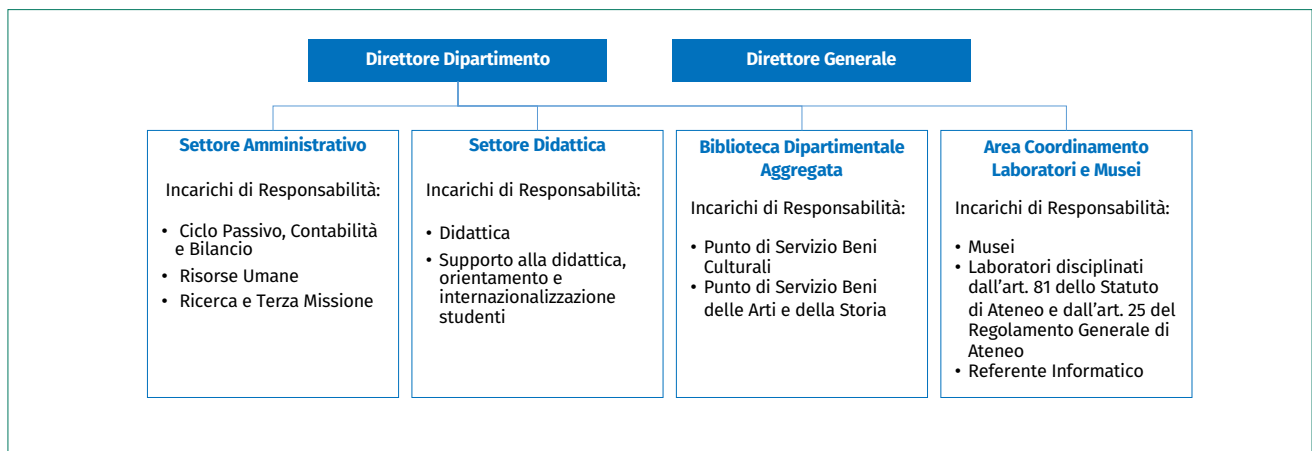 Direttore Dipartimento
Direttore Generale
Settore Amministrativo
Incarichi di Responsabilità:
• Ciclo Passivo, Contabilità
e Bilancio
• Risorse Umane
• Ricerca e Terza Missione
Settore Didattica
Incarichi di Responsabilità:
• Didattica
• Supporto alla didattica,
orientamento e
internazionalizzazione
studenti
Biblioteca Dipartimentale
Aggregata
Incarichi di Responsabilità:
• Punto di Servizio Beni
Culturali
• Punto di Servizio Beni
delle Arti e della Storia
Area Coordinamento
Laboratori e Musei
Incarichi di Responsabilità:
• Musei
• Laboratori disciplinati
dall’art. 81 dello Statuto
di Ateneo e dall’art. 25 del
Regolamento Generale di
Ateneo
• Referente Informatico